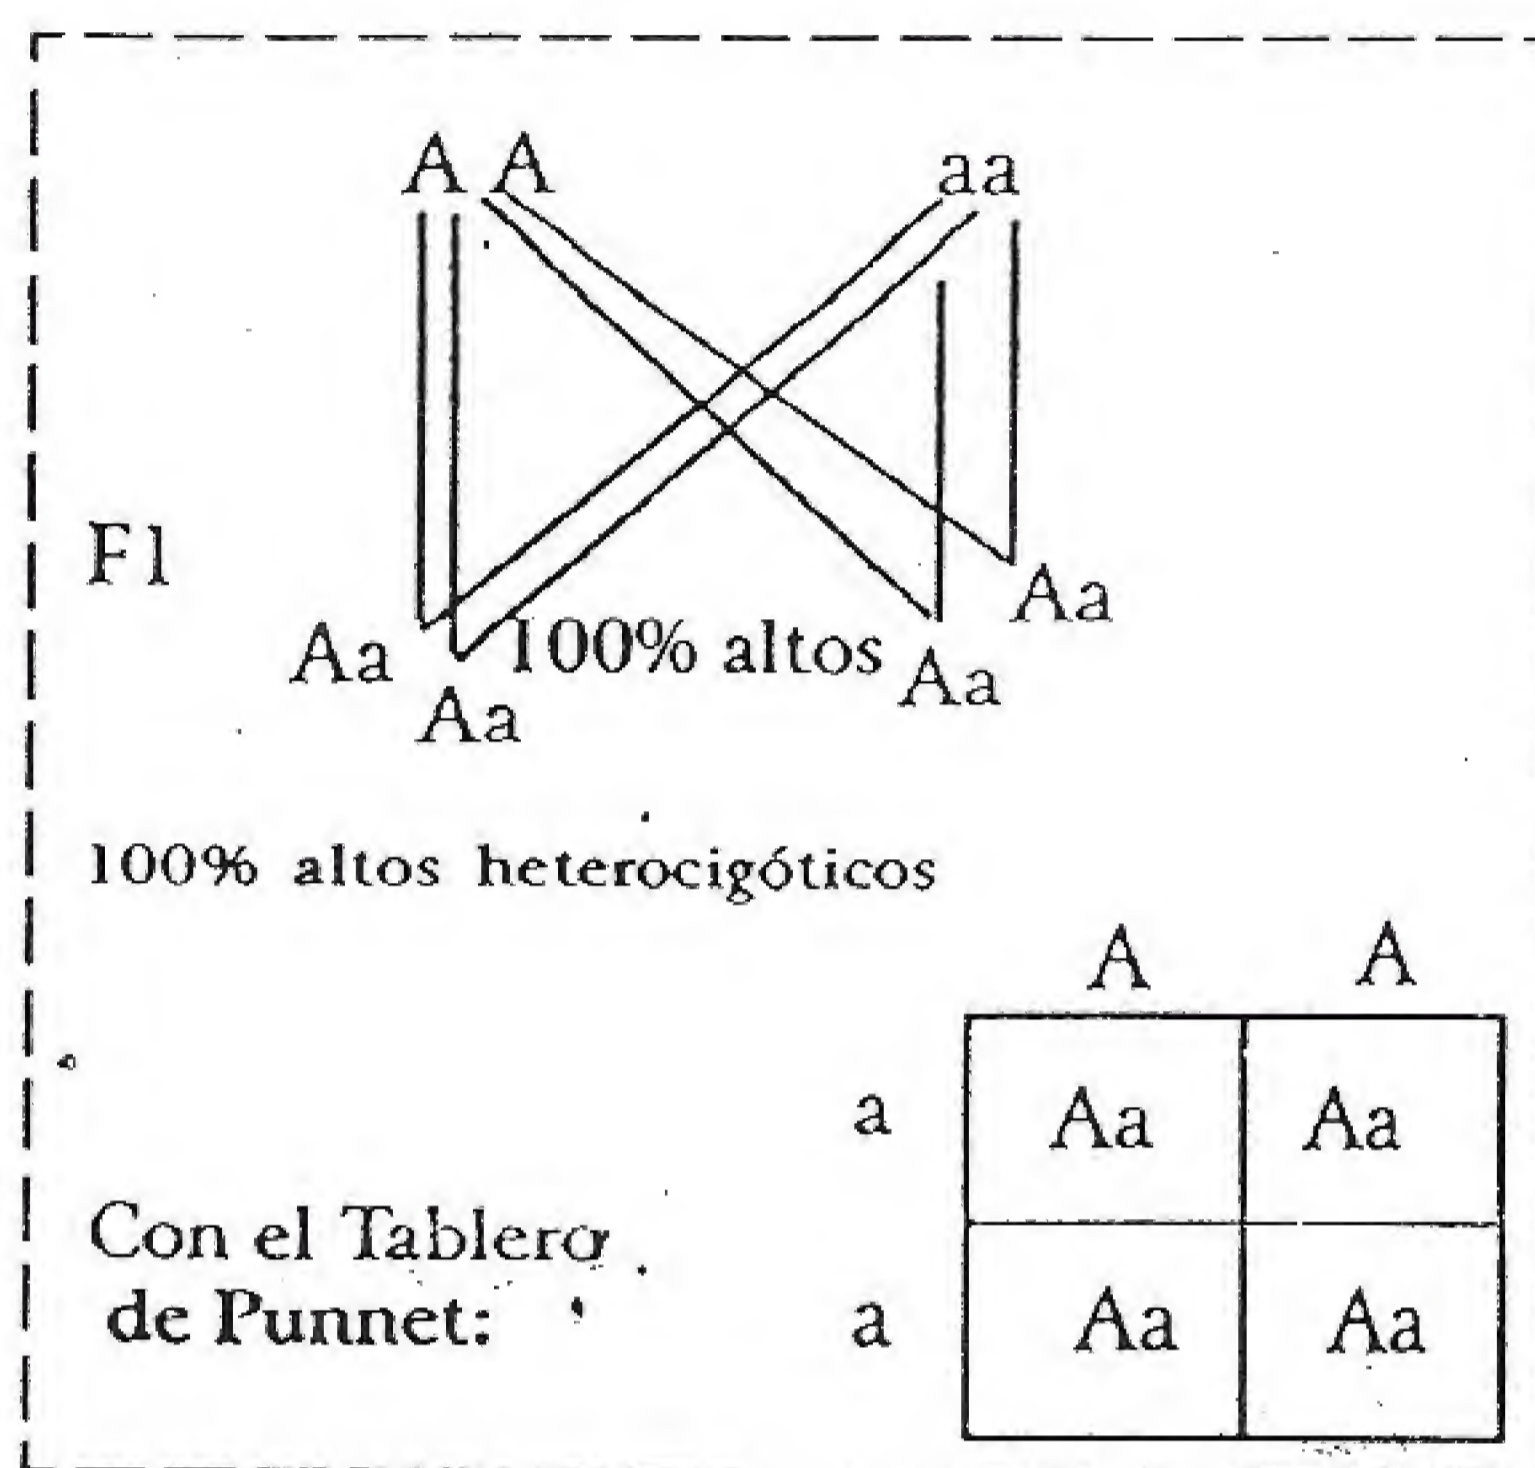 A A aa
F1
Aa 100% altos Aa Aa
Aa
100% altos heterocigóticos
A A
a Aa Aa
Con el Tablero
de Punnet:
a Aa Aa